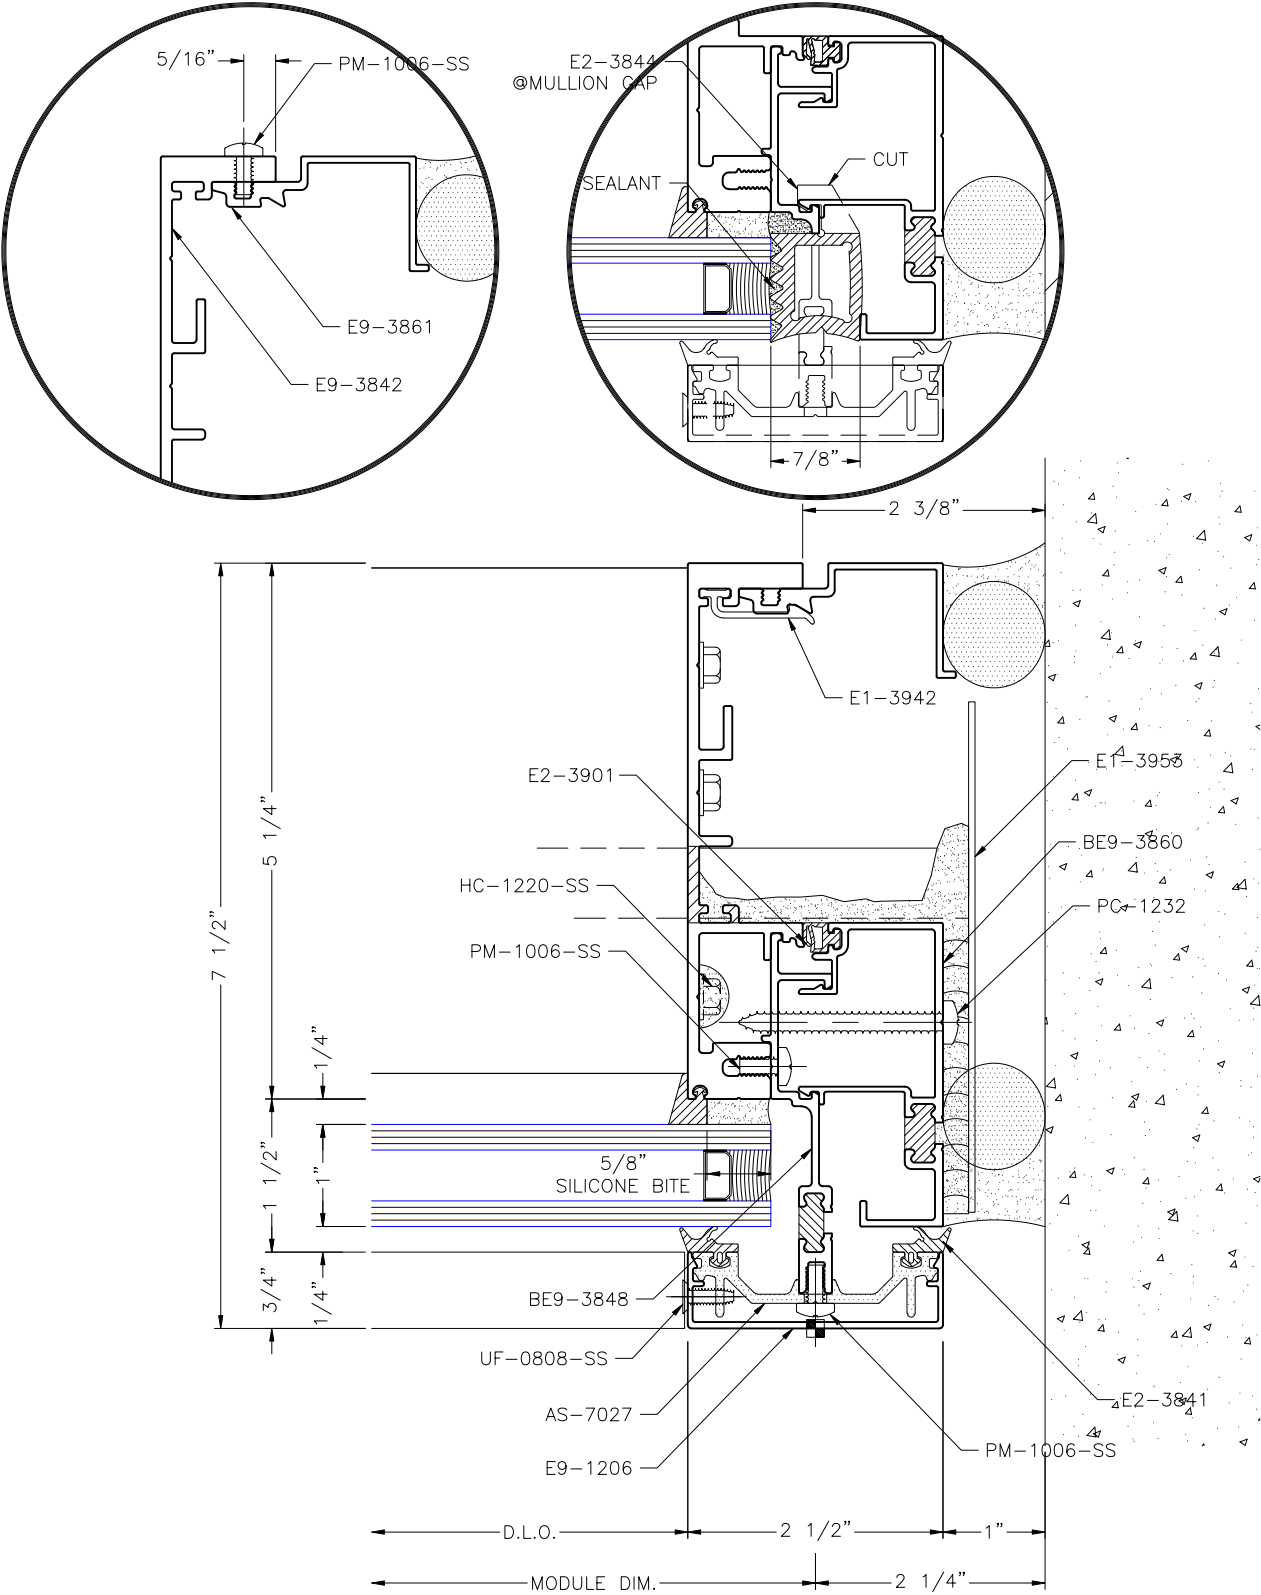 5/16"
PM-1006-SS
E9-3861
E9-3842
E2-3844
@MULLION GAP
CUT
SEALANT
7/8"
2 3/8"
E1-3942
E2-3901
E1-3953
BE9-3860
HC-1220-SS
PC-1232
PM-1006-SS
7 1/2"
5 1/4"
1/4"
1 1/2"
1"
5/8"
SILICONE BITE
3/4"
1/4"
BE9-3848
UF-0808-SS
AS-7027
E9-1206
E2-3841
PM-1006-SS
D.L.O.
2 1/2"
1"
MODULE DIM.
2 1/4"